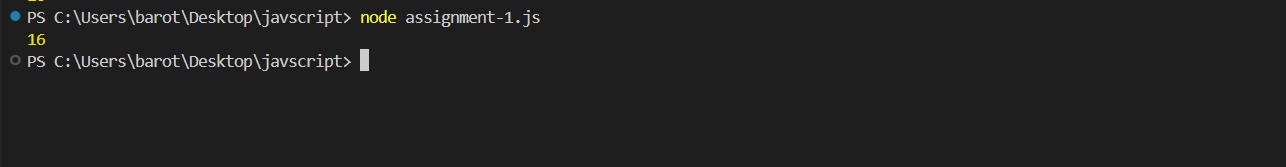 PS C:\Users\barot\Desktop\javscript> node assignment-1.js
16
PS C:\Users\barot\Desktop\javscript>